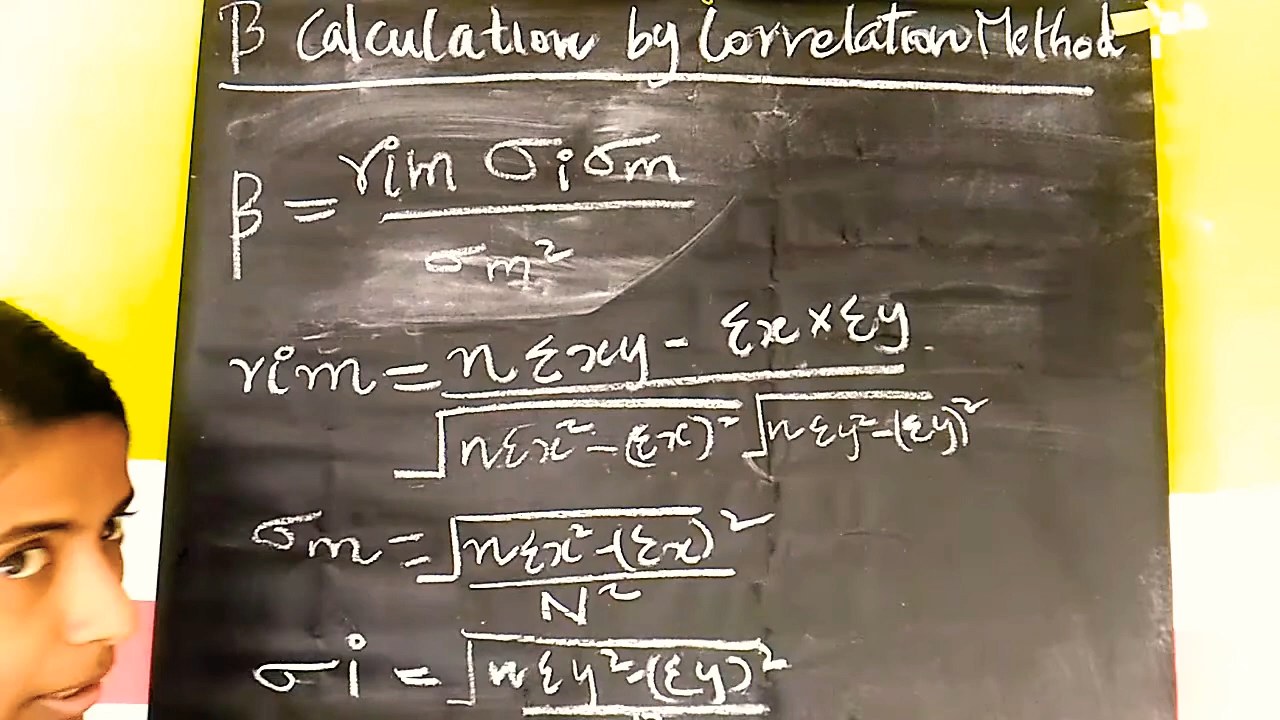 β Calculation by Correlation Method
β = rim σi σm / σm²
rim = n Σxy - Σx × Σy / √nΣx² - (Σx)² √nΣy² - (Σy)²
σm = √nΣx² - (Σx)² / N²
σi = √nΣy² - (Σy)²